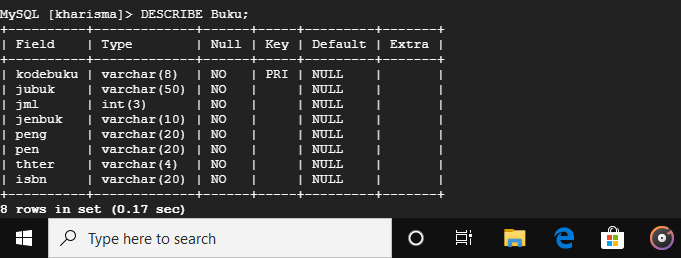 MySQL [kharisma]> DESCRIBE Buku;
+----------+-------------+------+-----+---------+-------+
| Field    | Type        | Null | Key | Default | Extra |
+----------+-------------+------+-----+---------+-------+
| kodebuku | varchar(8)  | NO   | PRI | NULL    |       |
| jubuk    | varchar(50) | NO   |     | NULL    |       |
| jml      | int(3)      | NO   |     | NULL    |       |
| jenbuk   | varchar(10) | NO   |     | NULL    |       |
| peng     | varchar(20) | NO   |     | NULL    |       |
| pen      | varchar(20) | NO   |     | NULL    |       |
| thter    | varchar(4)  | NO   |     | NULL    |       |
| isbn     | varchar(20) | NO   |     | NULL    |       |
+----------+-------------+------+-----+---------+-------+
8 rows in set (0.17 sec)
Type here to search